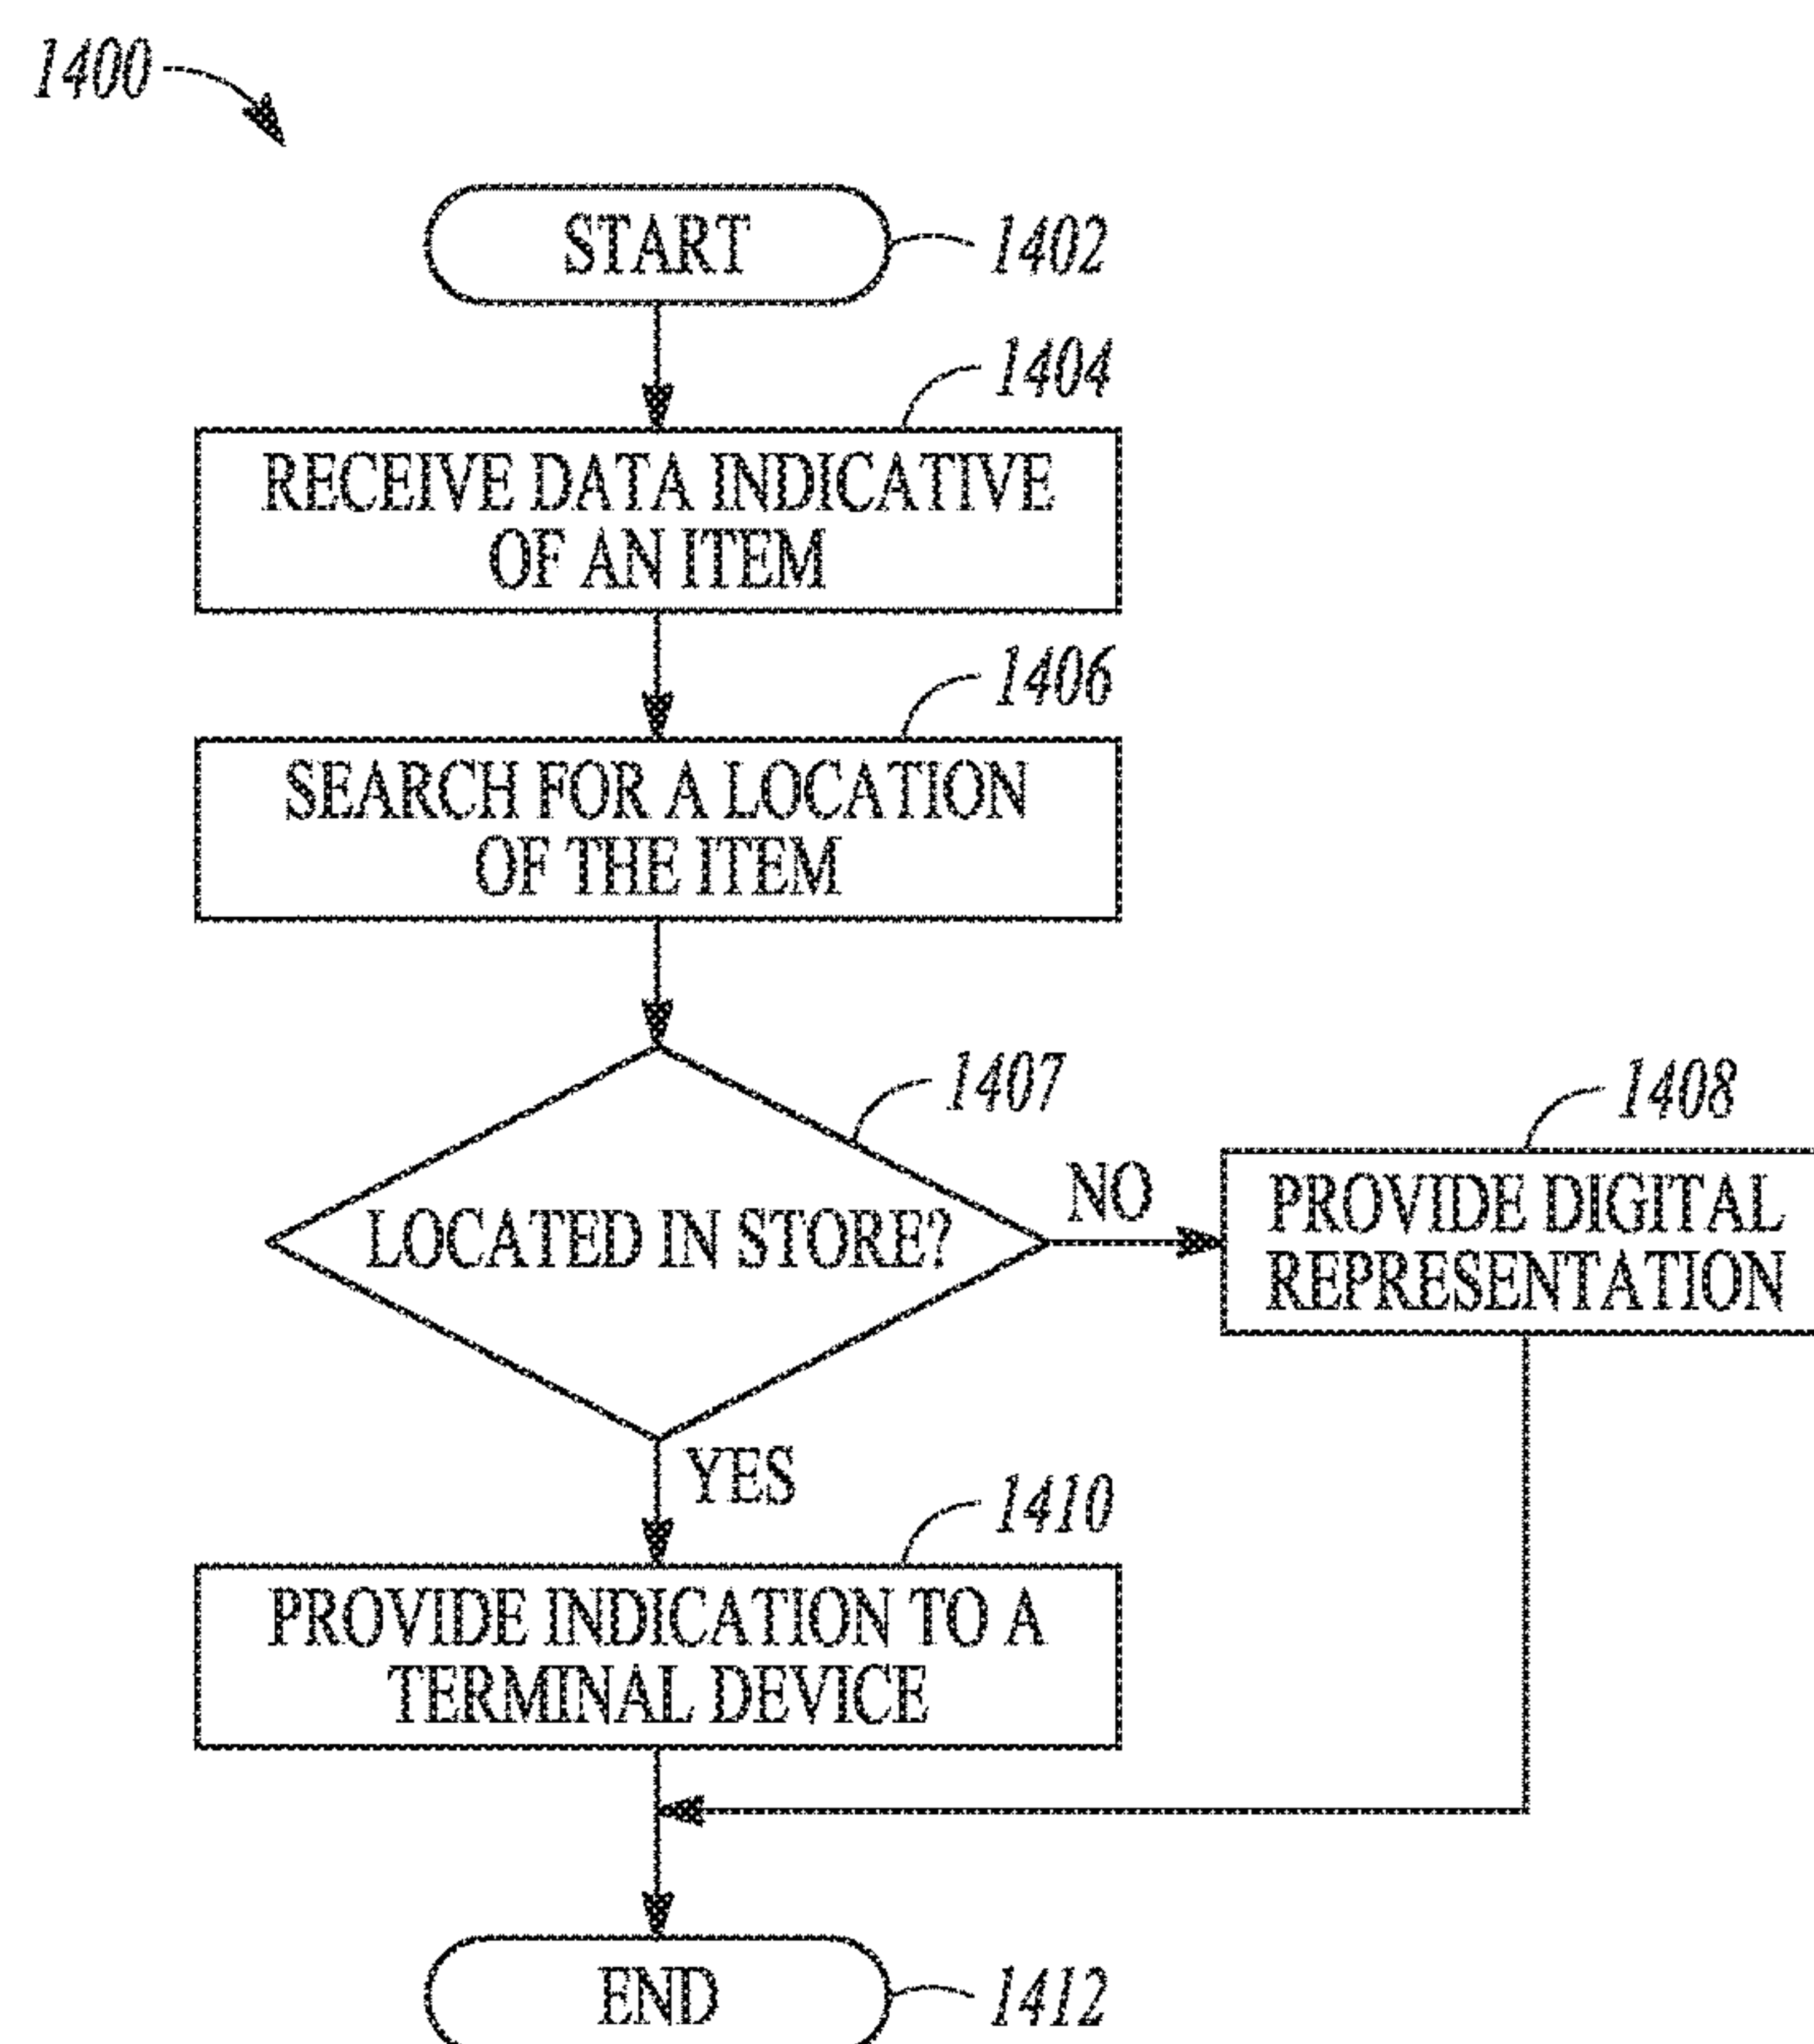 1400
START
1402
1404
RECEIVE DATA INDICATIVE
OF AN ITEM
1406
SEARCH FOR A LOCATION
OF THE ITEM
1407
LOCATED IN STORE?
NO
1408
PROVIDE DIGITAL
REPRESENTATION
YES
1410
PROVIDE INDICATION TO A
TERMINAL DEVICE
END
1412